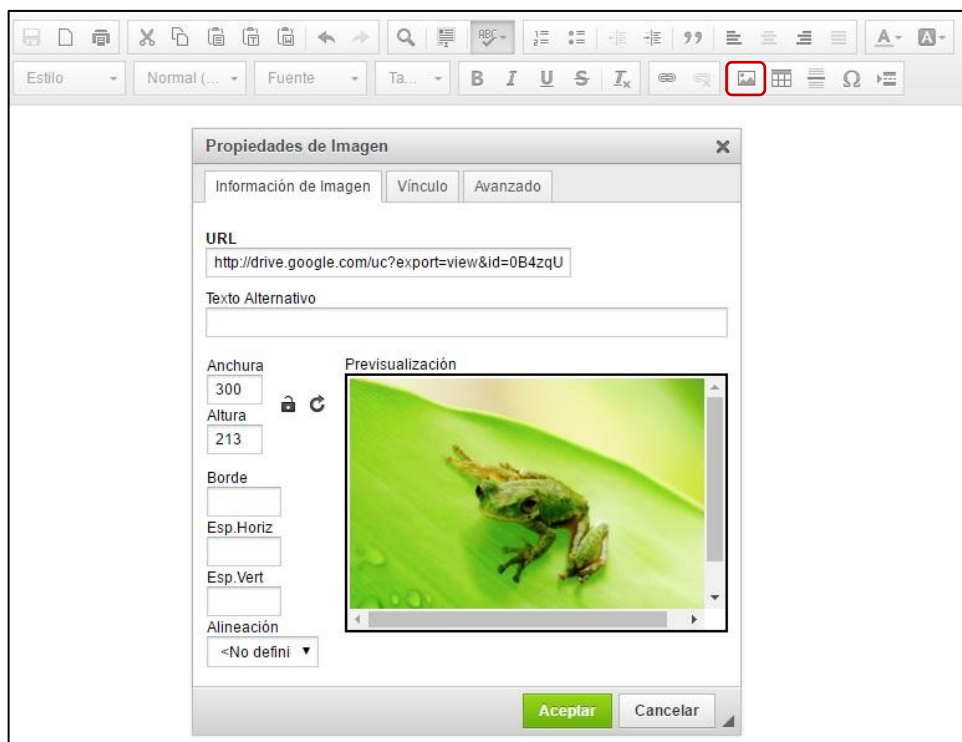 ABC
Estilo Normal (... Fuente Ta... B I U S Ix Ω
Propiedades de Imagen
Información de Imagen Vínculo Avanzado
URL
http://drive.google.com/uc?export=view&id=0B4zqU
Texto Alternativo
Anchura Previsualización
300
Altura
213
Borde
Esp.Horiz
Esp.Vert
Alineación
<No defini
Aceptar Cancelar